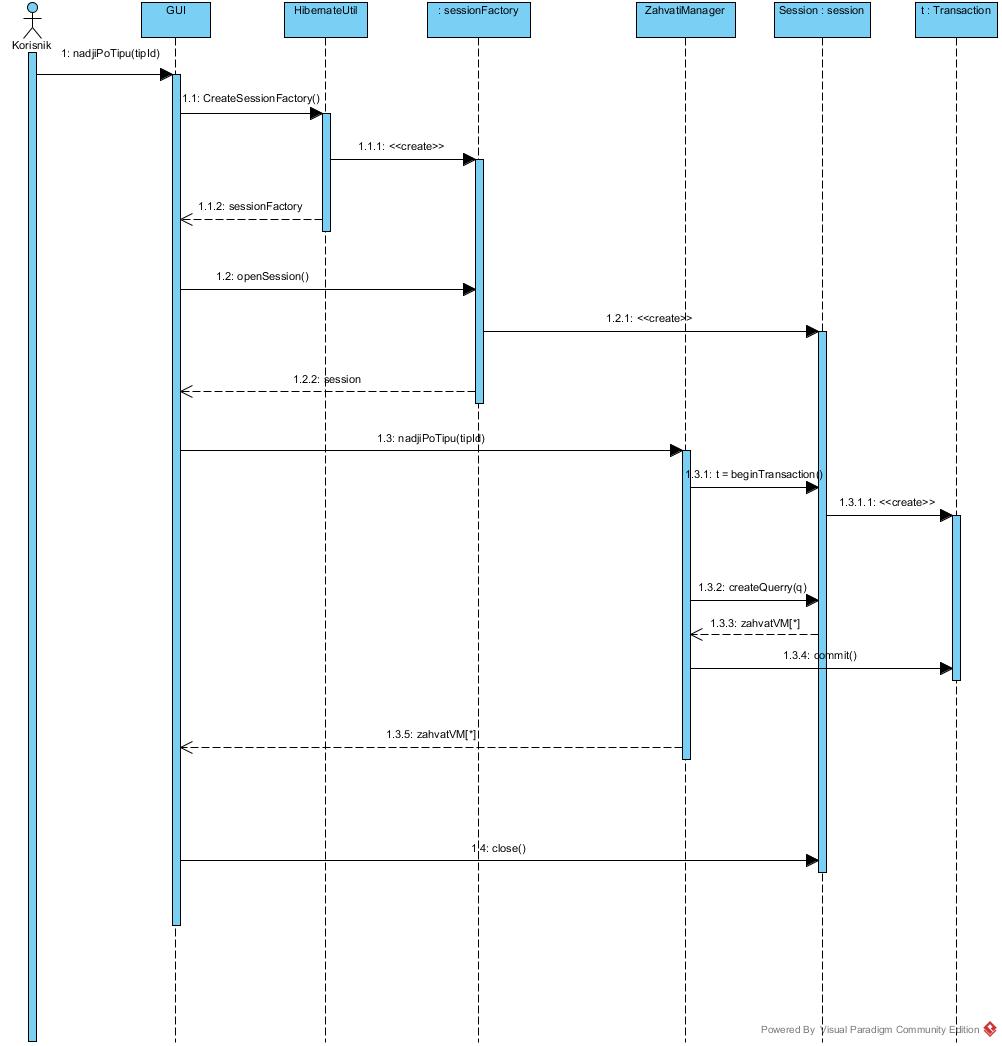 GUI
HibernateUtil
: sessionFactory
ZahvatiManager
Session : session
t : Transaction
Korisnik
1: nadjiPoTipu(tipId)
1.1: CreateSessionFactory()
1.1.1: <<create>>
1.1.2: sessionFactory
1.2: openSession()
1.2.1: <<create>>
1.2.2: session
1.3: nadjiPoTipu(tipId)
1.3.1: t = beginTransaction()
1.3.1.1: <<create>>
1.3.2: createQuerry(q)
1.3.3: zahvatVM[*]
1.3.4: commit()
1.3.5: zahvatVM[*]
1.4: close()
Powered By Visual Paradigm Community Edition